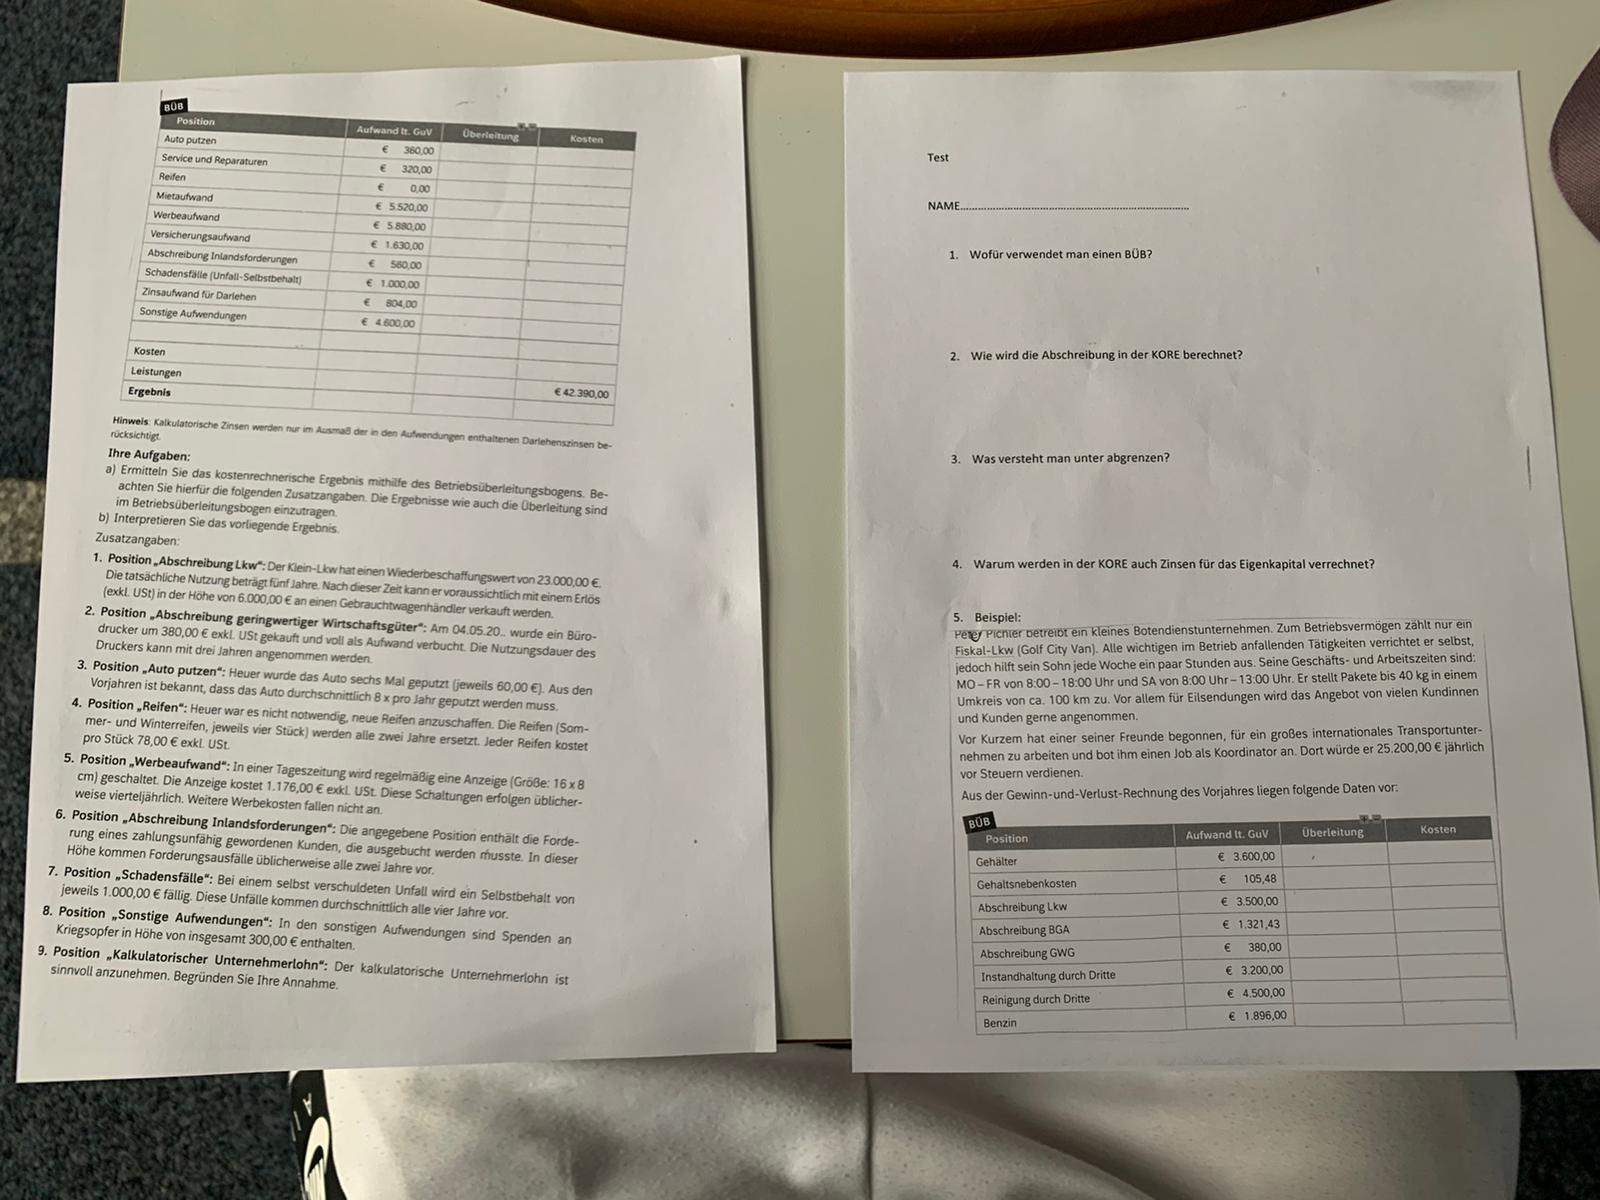 BÜB
Position Aufwand lt. GuV Überleitung Kosten
Auto putzen € 360,00
Service und Reparaturen € 320,00
Reifen € 0,00
Mietaufwand € 5.520,00
Werbeaufwand € 5.880,00
Versicherungsaufwand € 1.630,00
Abschreibung Inlandsforderungen € 560,00
Schadensfälle (Unfall-Selbstbehalt) € 1.000,00
Zinsaufwand für Darlehen € 804,00
Sonstige Aufwendungen € 4.600,00
Kosten
Leistungen € 42.390,00
Ergebnis
Hinweis: Kalkulatorische Zinsen werden nur im Ausmaß der in den Aufwendungen enthaltenen Darlehenszinsen be-
rücksichtigt.
Ihre Aufgaben:
a) Ermitteln Sie das kostenrechnerische Ergebnis mithilfe des Betriebsüberleitungsbogens. Be-
achten Sie hierfür die folgenden Zusatzangaben. Die Ergebnisse wie auch die Überleitung sind
im Betriebsüberleitungsbogen einzutragen.
b) Interpretieren Sie das vorliegende Ergebnis.
Zusatzangaben:
1. Position „Abschreibung Lkw“: Der Klein-Lkw hat einen Wiederbeschaffungswert von 23.000,00 €.
Die tatsächliche Nutzung beträgt fünf Jahre. Nach dieser Zeit kann er voraussichtlich mit einem Erlös
(exkl. USt) in der Höhe von 6.000,00 € an einen Gebrauchtwagenhändler verkauft werden.
2. Position „Abschreibung geringwertiger Wirtschaftsgüter“: Am 04.05.20.. wurde ein Büro-
drucker um 380,00 € exkl. USt gekauft und voll als Aufwand verbucht. Die Nutzungsdauer des
Druckers kann mit drei Jahren angenommen werden.
3. Position „Auto putzen“: Heuer wurde das Auto sechs Mal geputzt (jeweils 60,00 €). Aus den
Vorjahren ist bekannt, dass das Auto durchschnittlich 8 x pro Jahr geputzt werden muss.
4. Position „Reifen“: Heuer war es nicht notwendig, neue Reifen anzuschaffen. Die Reifen (Som-
mer- und Winterreifen, jeweils vier Stück) werden alle zwei Jahre ersetzt. Jeder Reifen kostet
pro Stück 78,00 € exkl. USt.
5. Position „Werbeaufwand“: In einer Tageszeitung wird regelmäßig eine Anzeige (Größe: 16 x 8
cm) geschaltet. Die Anzeige kostet 1.176,00 € exkl. USt. Diese Schaltungen erfolgen üblicher-
weise vierteljährlich. Weitere Werbekosten fallen nicht an.
6. Position „Abschreibung Inlandsforderungen“: Die angegebene Position enthält die Forde-
rung eines zahlungsunfähig gewordenen Kunden, die ausgebucht werden musste. In dieser
Höhe kommen Forderungsausfälle üblicherweise alle zwei Jahre vor.
7. Position „Schadensfälle“: Bei einem selbst verschuldeten Unfall wird ein Selbstbehalt von
jeweils 1.000,00 € fällig. Diese Unfälle kommen durchschnittlich alle vier Jahre vor.
8. Position „Sonstige Aufwendungen“: In den sonstigen Aufwendungen sind Spenden an
Kriegsopfer in Höhe von insgesamt 300,00 € enthalten.
9. Position „Kalkulatorischer Unternehmerlohn“: Der kalkulatorische Unternehmerlohn ist
sinnvoll anzunehmen. Begründen Sie Ihre Annahme.
Test
NAME......................................................................
1. Wofür verwendet man einen BÜB?
2. Wie wird die Abschreibung in der KORE berechnet?
3. Was versteht man unter abgrenzen?
4. Warum werden in der KORE auch Zinsen für das Eigenkapital verrechnet?
5. Beispiel:
Peter Pichler betreibt ein kleines Botendienstunternehmen. Zum Betriebsvermögen zählt nur ein
Fiskal-Lkw (Golf City Van). Alle wichtigen im Betrieb anfallenden Tätigkeiten verrichtet er selbst,
jedoch hilft sein Sohn jede Woche ein paar Stunden aus. Seine Geschäfts- und Arbeitszeiten sind:
MO – FR von 8:00 – 18:00 Uhr und SA von 8:00 Uhr – 13:00 Uhr. Er stellt Pakete bis 40 kg in einem
Umkreis von ca. 100 km zu. Vor allem für Eilsendungen wird das Angebot von vielen Kundinnen
und Kunden gerne angenommen.
Vor Kurzem hat einer seiner Freunde begonnen, für ein großes internationales Transportunter-
nehmen zu arbeiten und bot ihm einen Job als Koordinator an. Dort würde er 25.200,00 € jährlich
vor Steuern verdienen.
Aus der Gewinn-und-Verlust-Rechnung des Vorjahres liegen folgende Daten vor:
BÜB
Position Aufwand lt. GuV Überleitung Kosten
Gehälter € 3.600,00
Gehaltsnebenkosten € 105,48
Abschreibung Lkw € 3.500,00
Abschreibung BGA € 1.321,43
Abschreibung GWG € 380,00
Instandhaltung durch Dritte € 3.200,00
Reinigung durch Dritte € 4.500,00
Benzin € 1.896,00